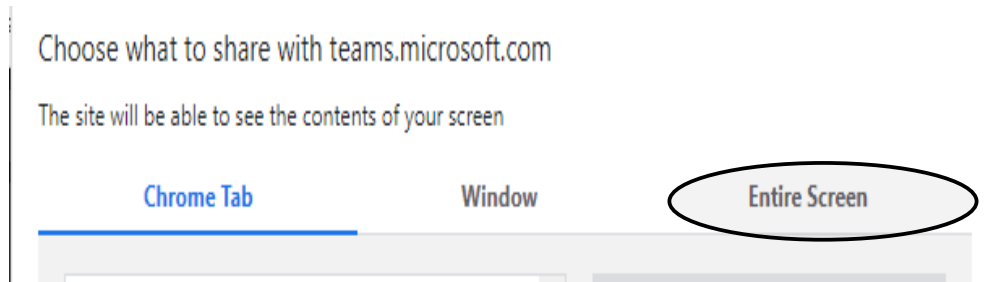 Choose what to share with teams.microsoft.com
The site will be able to see the contents of your screen
Chrome Tab Window Entire Screen